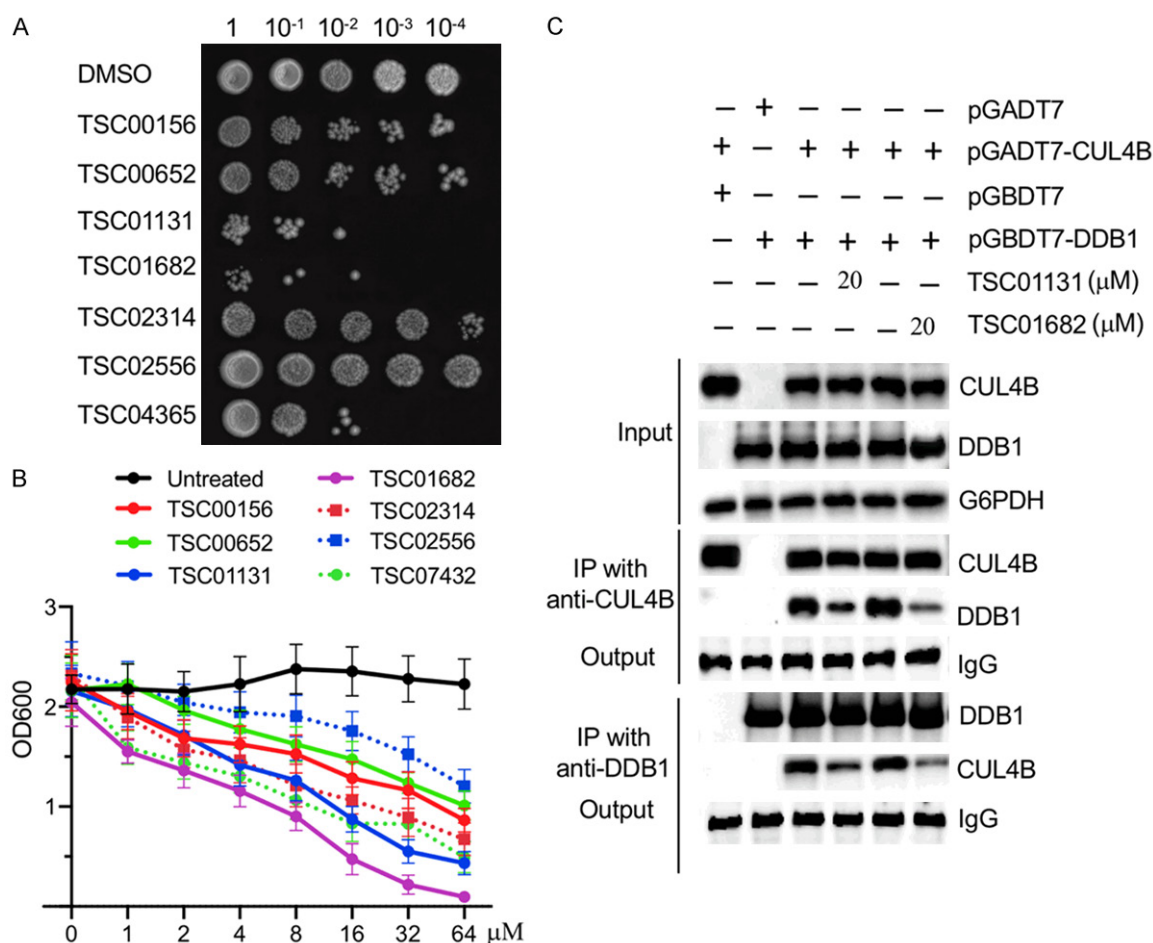 A
1 10⁻¹ 10⁻² 10⁻³ 10⁻⁴
DMSO
TSC00156
TSC00652
TSC01131
TSC01682
TSC02314
TSC02556
TSC04365
B
Untreated
TSC00156
TSC00652
TSC01131
TSC01682
TSC02314
TSC02556
TSC07432
OD600
3
2
1
0 1 2 4 8 16 32 64 μM
C
− + − − − − pGADT7
+ − + + + + pGADT7-CUL4B
+ − − − − − pGBDT7
− + + + + + pGBDT7-DDB1
− − − 20 − − TSC01131 (μM)
− − − − − 20 TSC01682 (μM)
Input
CUL4B
DDB1
G6PDH
IP with
anti-CUL4B
Output
CUL4B
DDB1
IgG
IP with
anti-DDB1
Output
DDB1
CUL4B
IgG